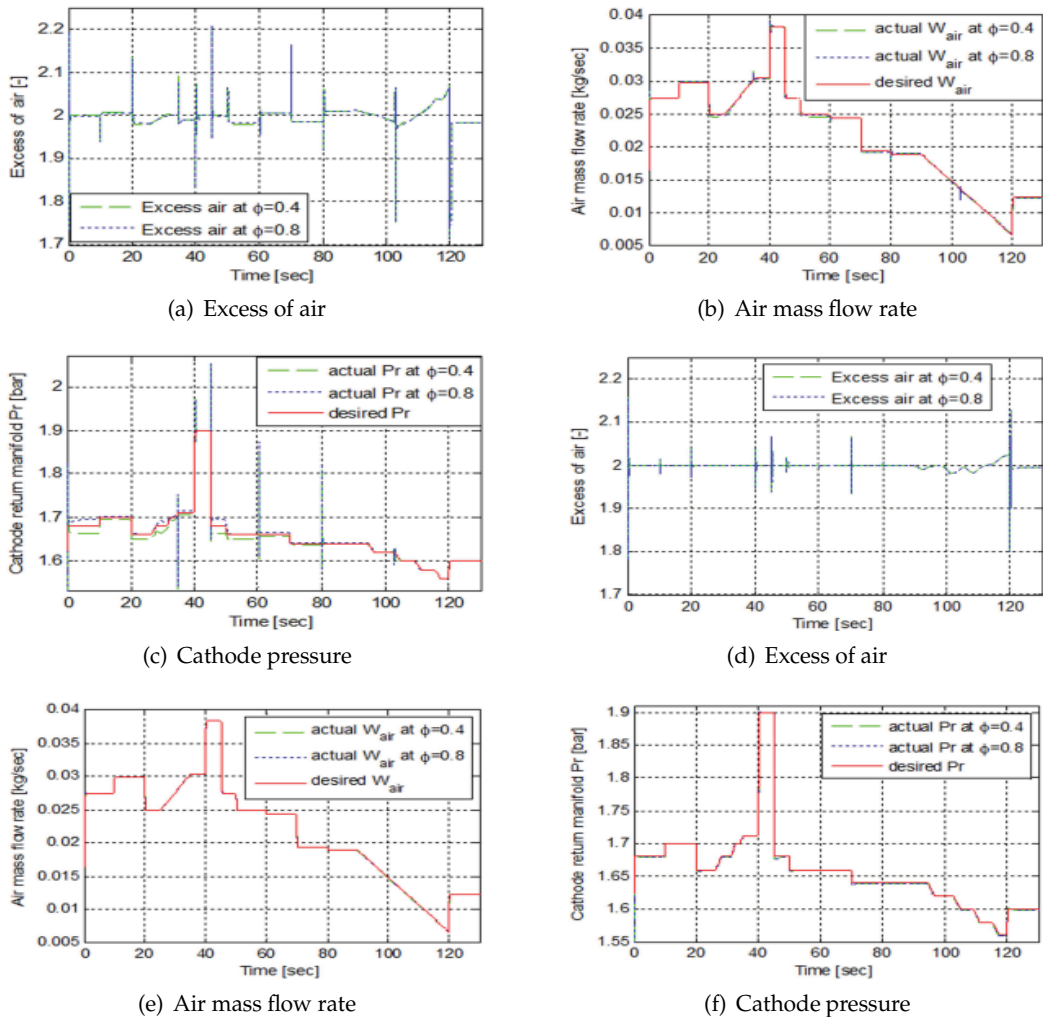 Excess of air [-]
2.2
2.1
2
1.9
1.8
1.7
Excess air at ϕ=0.4
Excess air at ϕ=0.8
0 20 40 60 80 100 120
Time [sec]
(a) Excess of air
Air mass flow rate [kg/sec]
0.04
0.035
0.03
0.025
0.02
0.015
0.01
0.005
actual W_air at ϕ=0.4
actual W_air at ϕ=0.8
desired W_air
0 20 40 60 80 100 120
Time [sec]
(b) Air mass flow rate
Cathode return manifold Pr [bar]
2
1.9
1.8
1.7
1.6
actual Pr at ϕ=0.4
actual Pr at ϕ=0.8
desired Pr
0 20 40 60 80 100 120
Time [sec]
(c) Cathode pressure
Excess of air [-]
2.2
2.1
2
1.9
1.8
1.7
Excess air at ϕ=0.4
Excess air at ϕ=0.8
0 20 40 60 80 100 120
Time [sec]
(d) Excess of air
Air mass flow rate [kg/sec]
0.04
0.035
0.03
0.025
0.02
0.015
0.01
0.005
actual W_air at ϕ=0.4
actual W_air at ϕ=0.8
desired W_air
0 20 40 60 80 100 120
Time [sec]
(e) Air mass flow rate
Cathode return manifold Pr [bar]
1.9
1.85
1.8
1.75
1.7
1.65
1.6
1.55
actual Pr at ϕ=0.4
actual Pr at ϕ=0.8
desired Pr
0 20 40 60 80 100 120
Time [sec]
(f) Cathode pressure